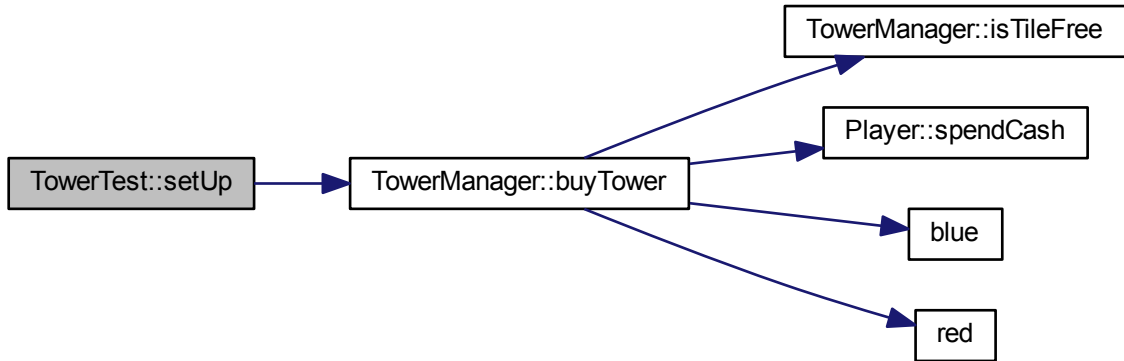 TowerTest::setUp
TowerManager::buyTower
TowerManager::isTileFree
Player::spendCash
blue
red